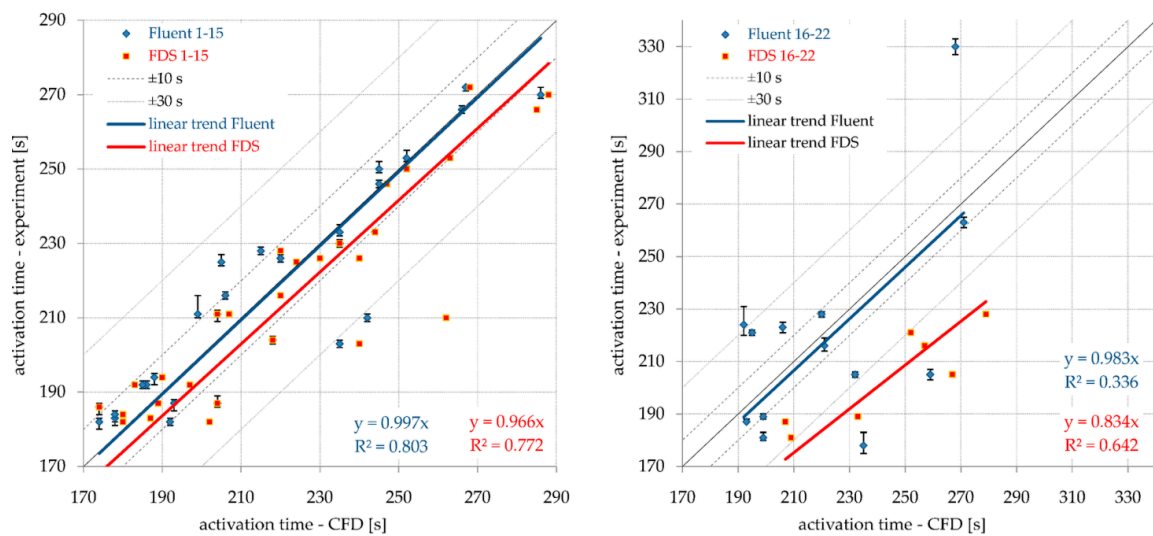 290
Fluent 1-15
FDS 1-15
±10 s
±30 s
linear trend Fluent
linear trend FDS
270
250
230
210
190
170
activation time - experiment [s]
y = 0.997x
R² = 0.803
y = 0.966x
R² = 0.772
170 190 210 230 250 270 290
activation time - CFD [s]
Fluent 16-22
FDS 16-22
±10 s
±30 s
linear trend Fluent
linear trend FDS
330
310
290
270
250
230
210
190
170
activation time - experiment [s]
y = 0.983x
R² = 0.336
y = 0.834x
R² = 0.642
170 190 210 230 250 270 290 310 330
activation time - CFD [s]